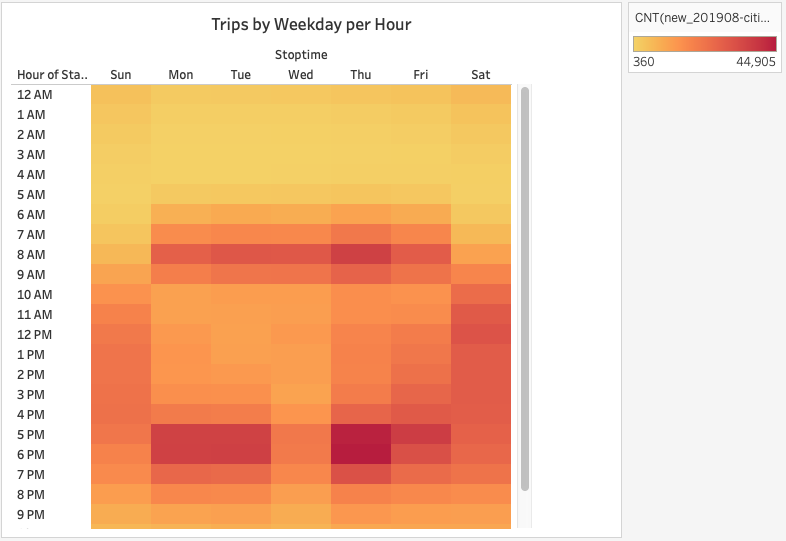 Trips by Weekday per Hour
CNT(new_201908-citi...
360 44,905
Stoptime
Hour of Sta.. Sun Mon Tue Wed Thu Fri Sat
12 AM
1 AM
2 AM
3 AM
4 AM
5 AM
6 AM
7 AM
8 AM
9 AM
10 AM
11 AM
12 PM
1 PM
2 PM
3 PM
4 PM
5 PM
6 PM
7 PM
8 PM
9 PM